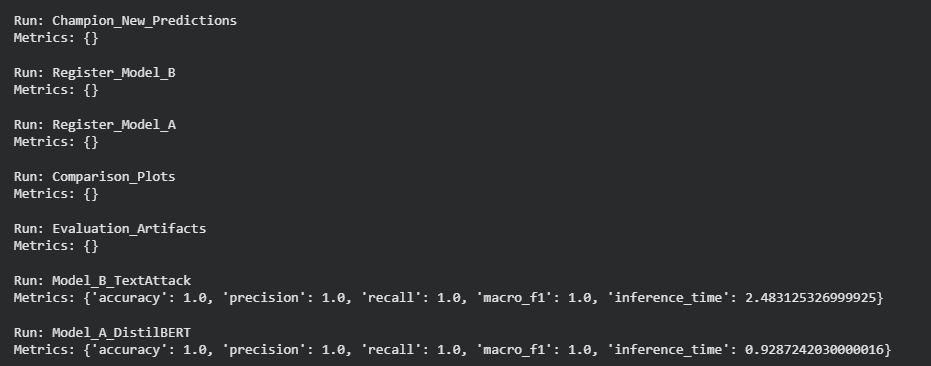 Run: Champion_New_Predictions
Metrics: {}
Run: Register_Model_B
Metrics: {}
Run: Register_Model_A
Metrics: {}
Run: Comparison_Plots
Metrics: {}
Run: Evaluation_Artifacts
Metrics: {}
Run: Model_B_TextAttack
Metrics: {'accuracy': 1.0, 'precision': 1.0, 'recall': 1.0, 'macro_f1': 1.0, 'inference_time': 2.483125326999925}
Run: Model_A_DistilBERT
Metrics: {'accuracy': 1.0, 'precision': 1.0, 'recall': 1.0, 'macro_f1': 1.0, 'inference_time': 0.9287242030000016}